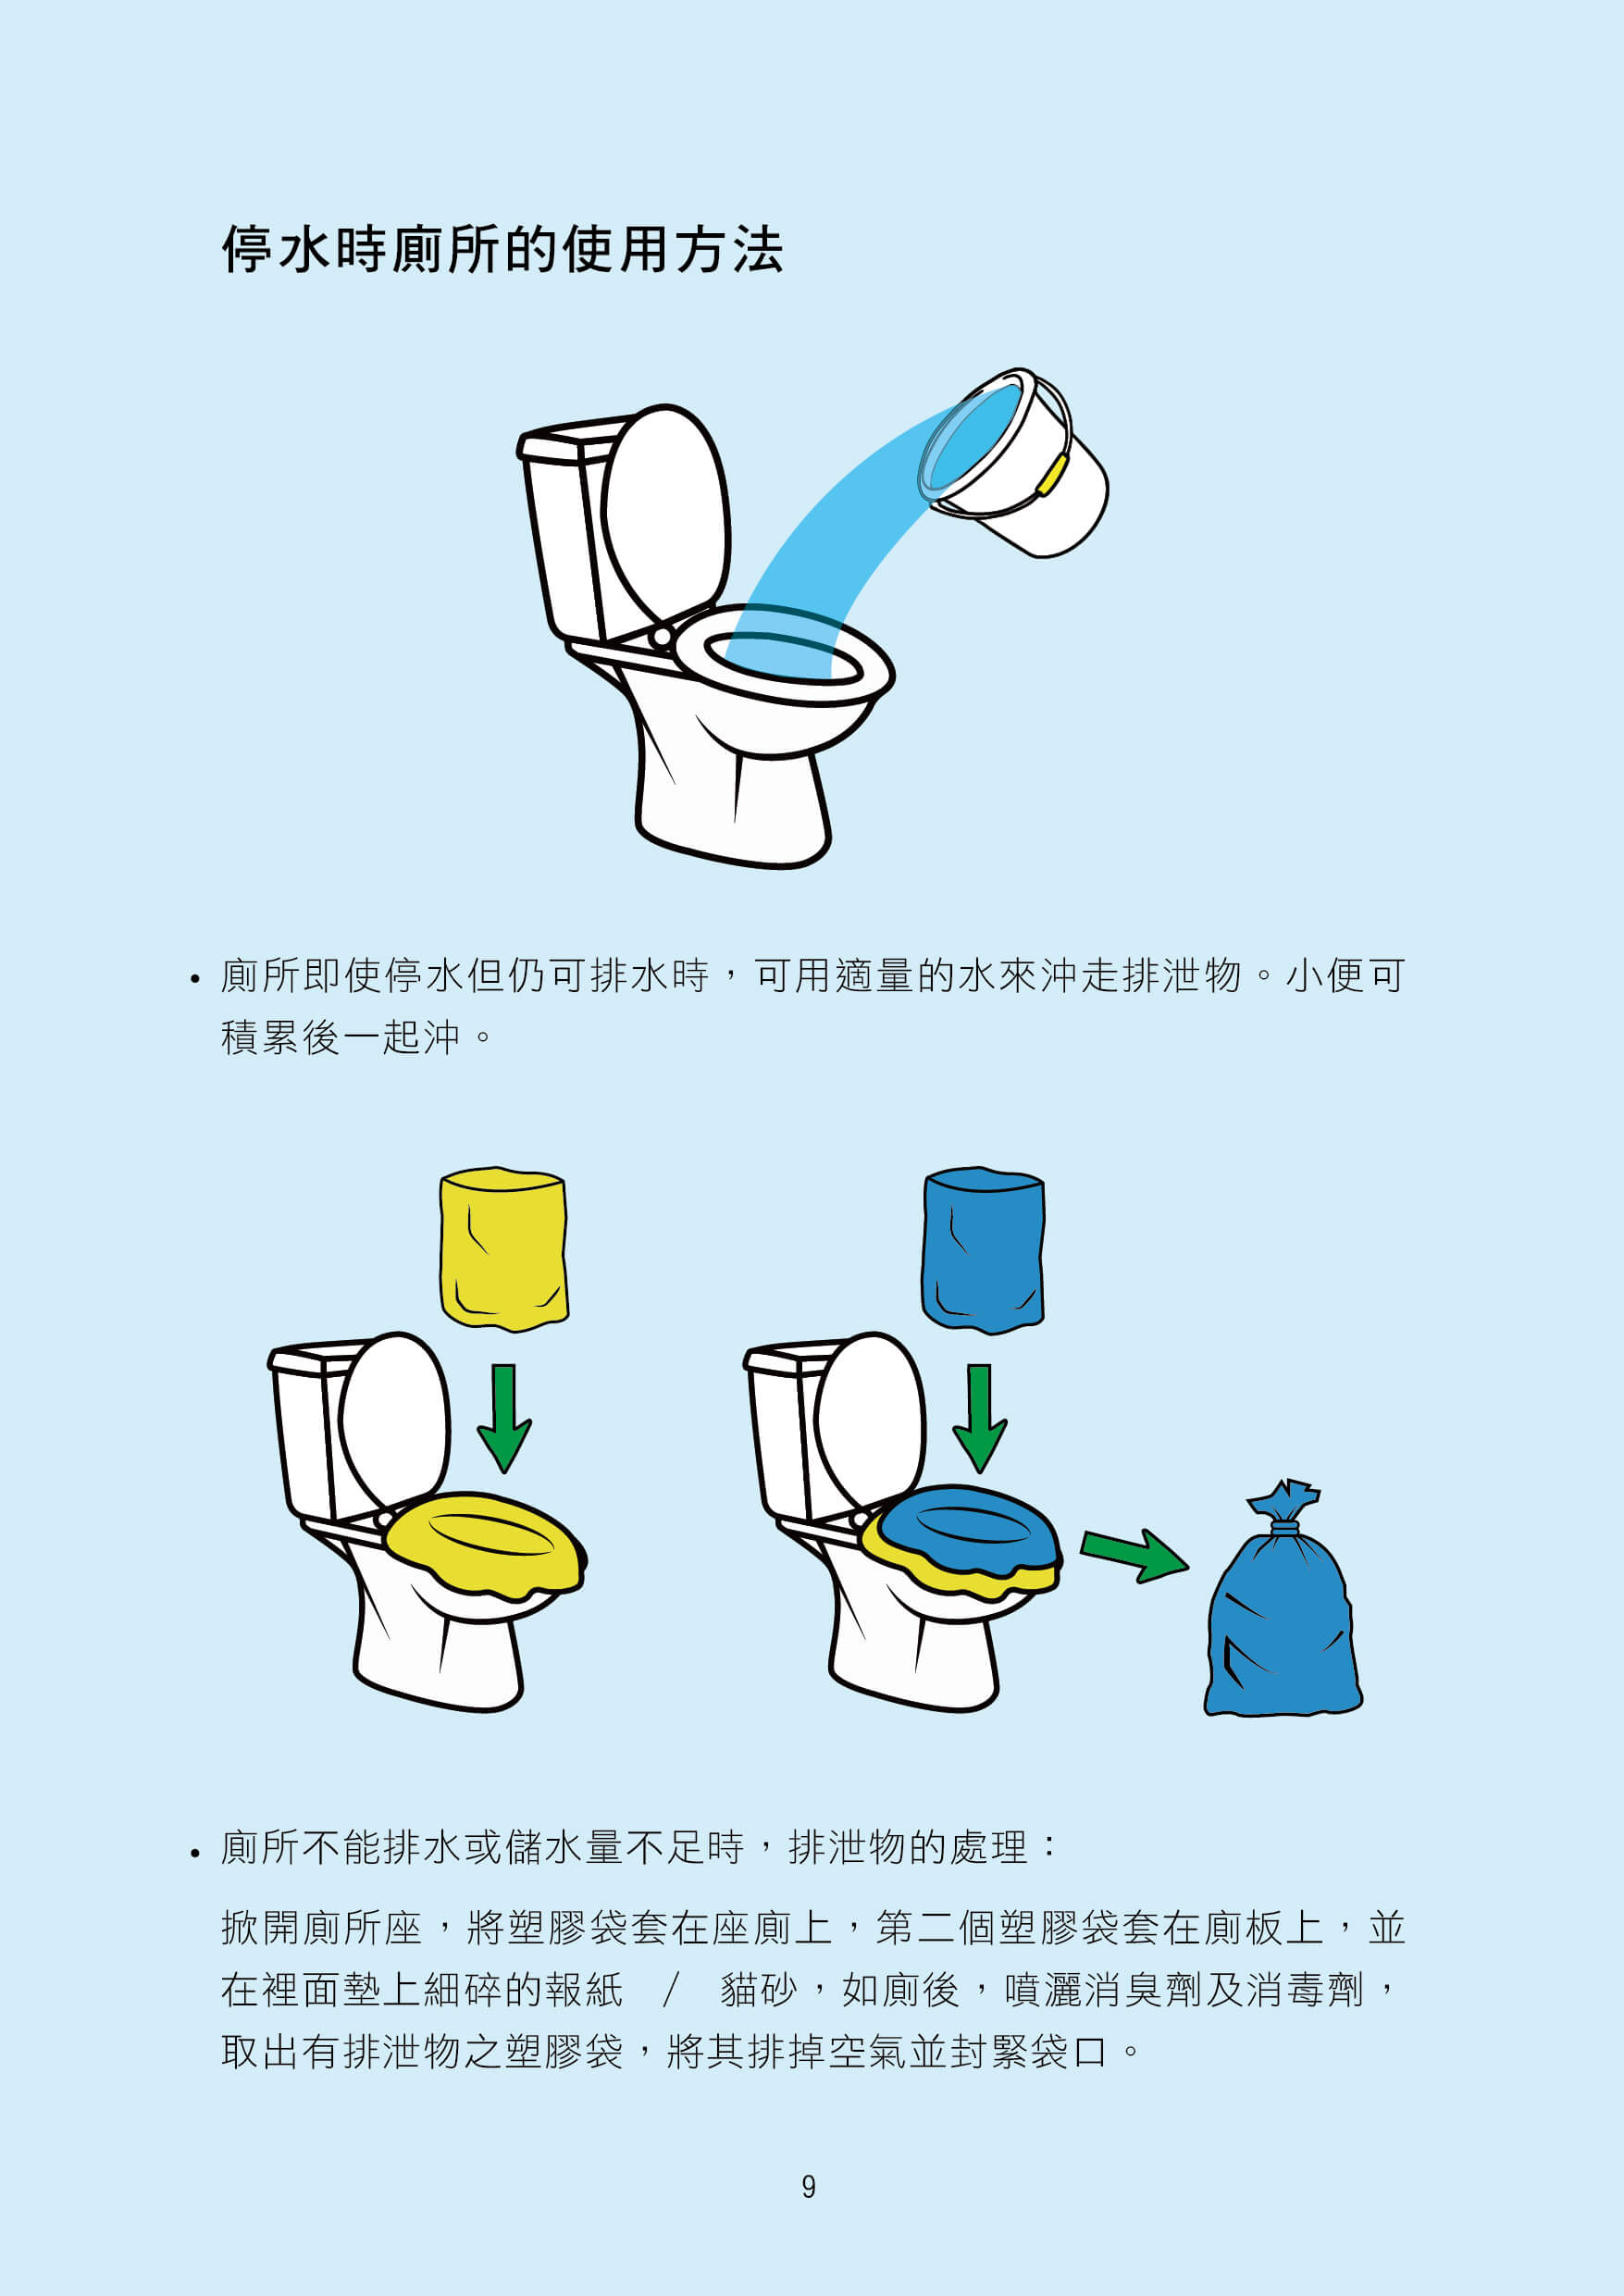 停水時廁所的使用方法
• 廁所即使停水但仍可排水時，可用適量的水來沖走排泄物。小便可
積累後一起沖。
• 廁所不能排水或儲水量不足時，排泄物的處理：
掀開廁所座，將塑膠袋套在座廁上，第二個塑膠袋套在廁板上，並
在裡面墊上細碎的報紙 / 貓砂，如廁後，噴灑消臭劑及消毒劑，
取出有排泄物之塑膠袋，將其排掉空氣並封緊袋口。
9